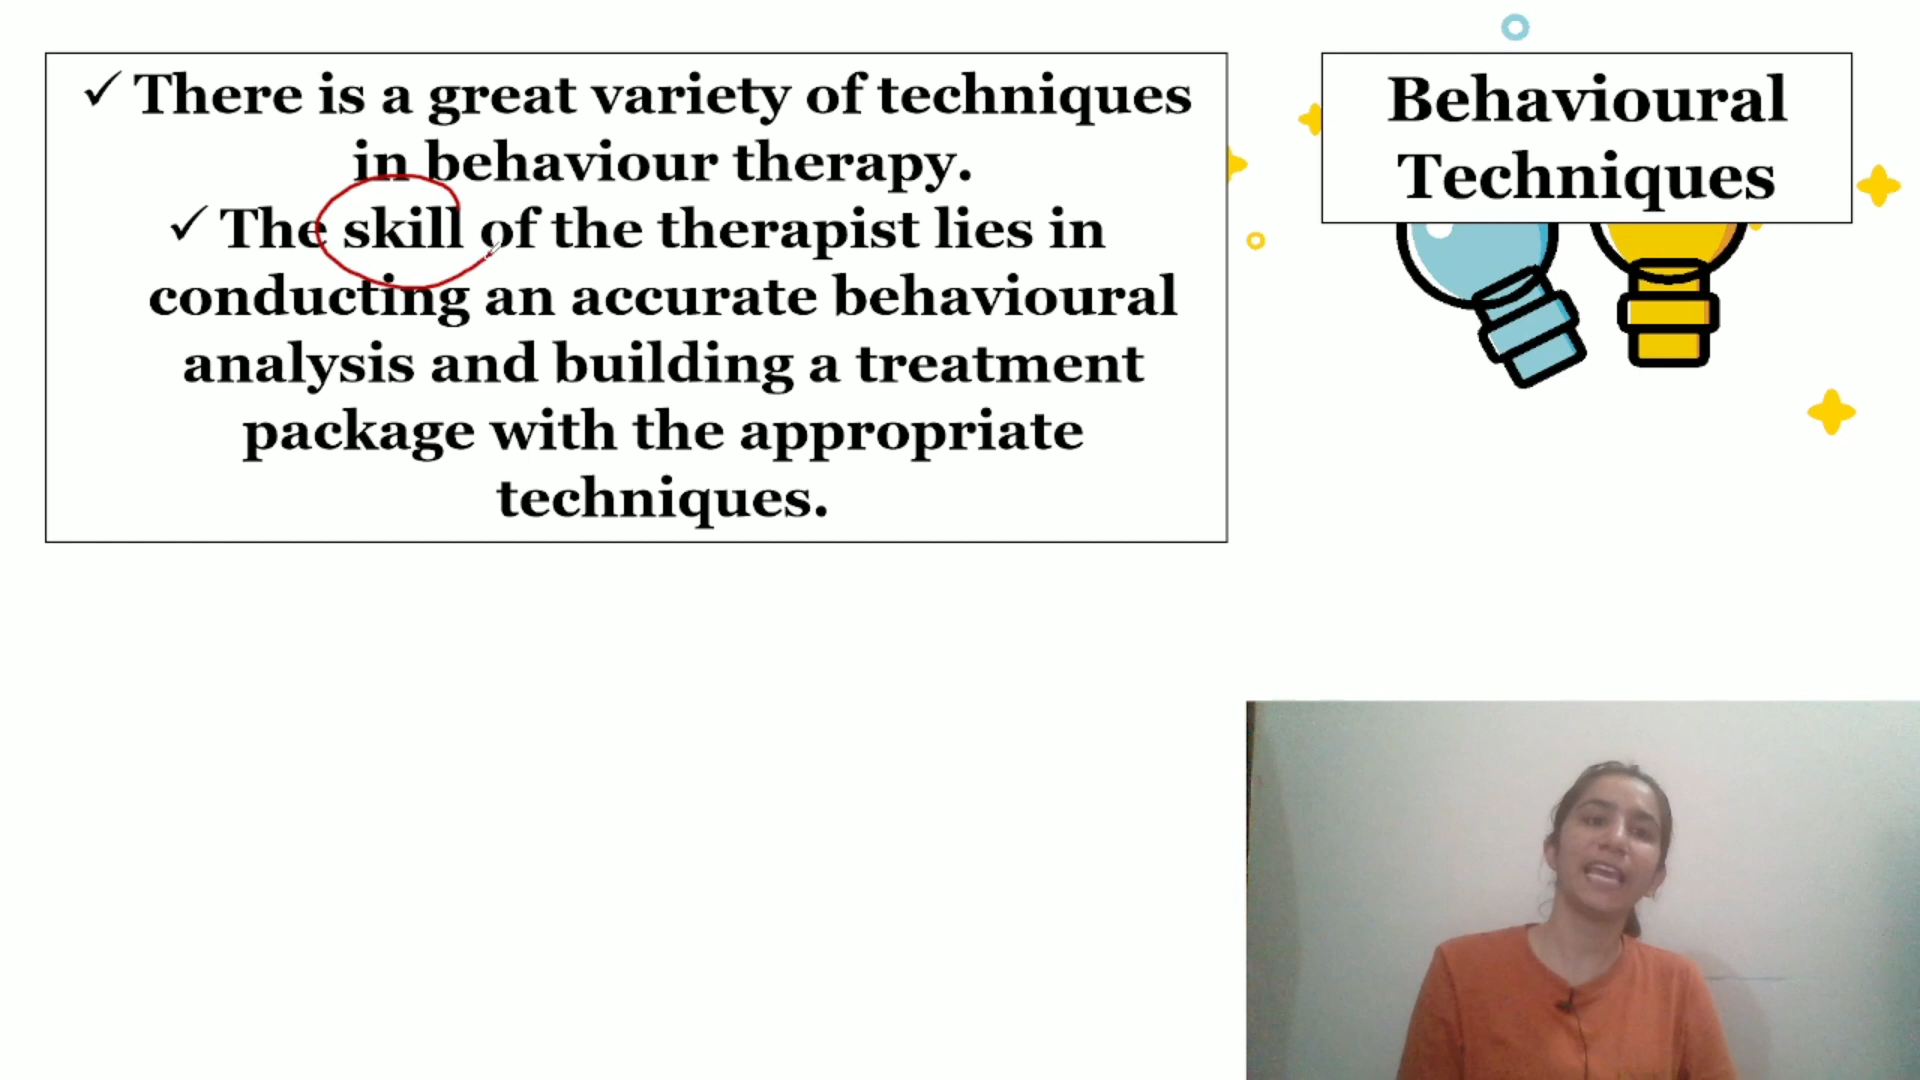 ✓ There is a great variety of techniques
in behaviour therapy.
✓ The skill of the therapist lies in
conducting an accurate behavioural
analysis and building a treatment
package with the appropriate
techniques.
Behavioural
Techniques